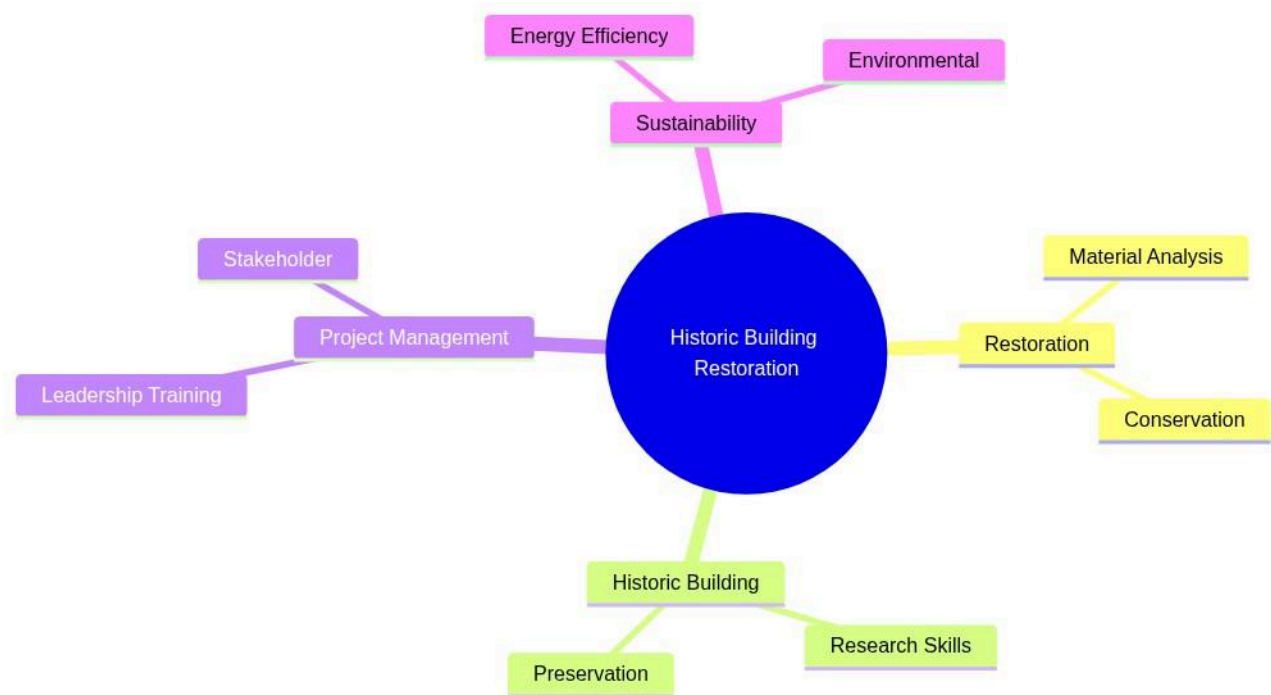 Energy Efficiency
Environmental
Sustainability
Stakeholder
Project Management
Leadership Training
Historic Building
Restoration
Material Analysis
Restoration
Conservation
Historic Building
Research Skills
Preservation